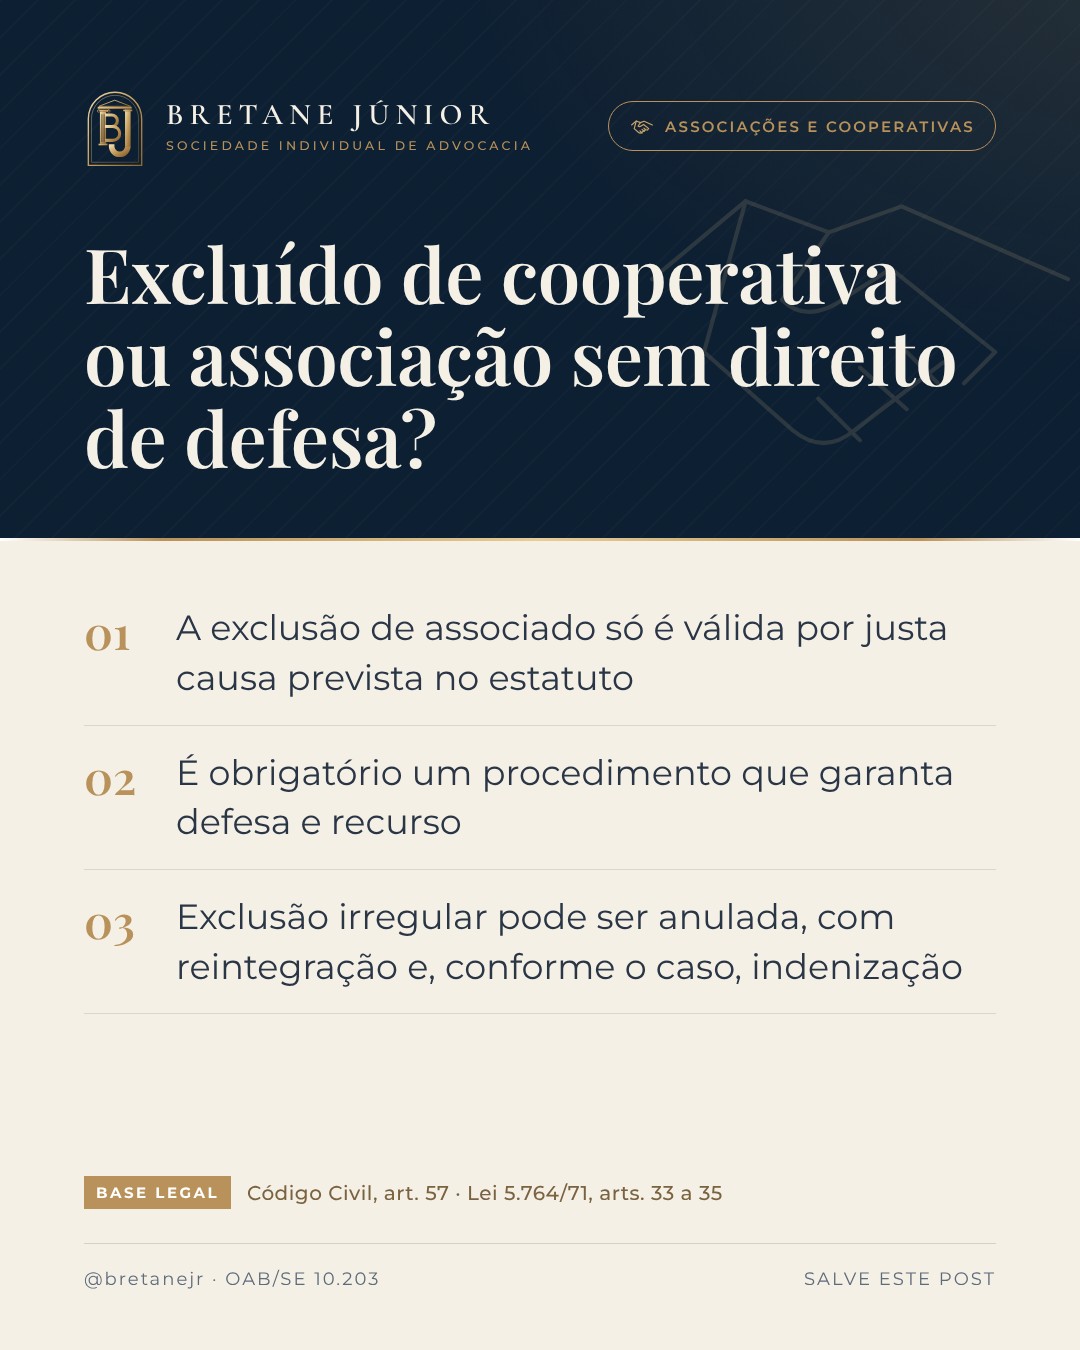 BJ
BRETANE JÚNIOR
SOCIEDADE INDIVIDUAL DE ADVOCACIA
ASSOCIAÇÕES E COOPERATIVAS
Excluído de cooperativa
ou associação sem direito
de defesa?
01 A exclusão de associado só é válida por justa
causa prevista no estatuto
02 É obrigatório um procedimento que garanta
defesa e recurso
03 Exclusão irregular pode ser anulada, com
reintegração e, conforme o caso, indenização
BASE LEGAL Código Civil, art. 57 · Lei 5.764/71, arts. 33 a 35
@bretanejr · OAB/SE 10.203
SALVE ESTE POST